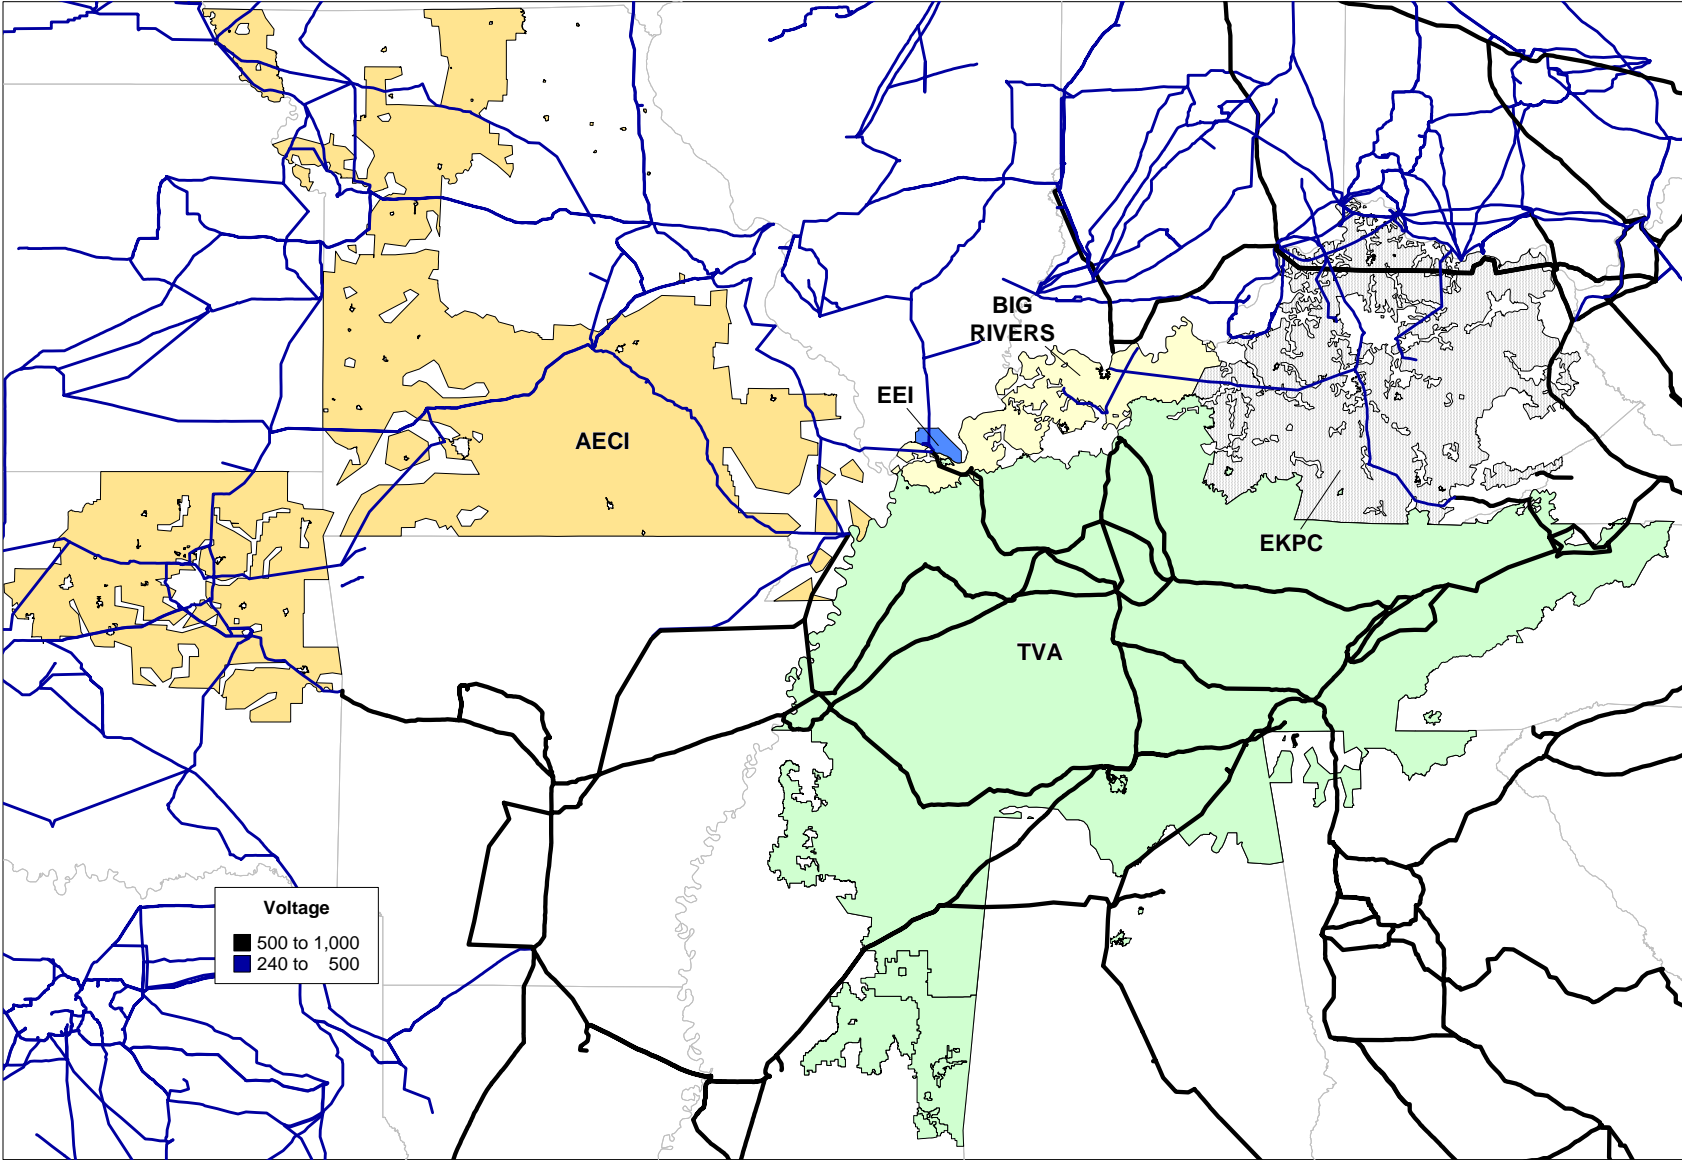 BIG
RIVERS
EEI
AECI
EKPC
TVA
Voltage
500 to 1,000
240 to 500